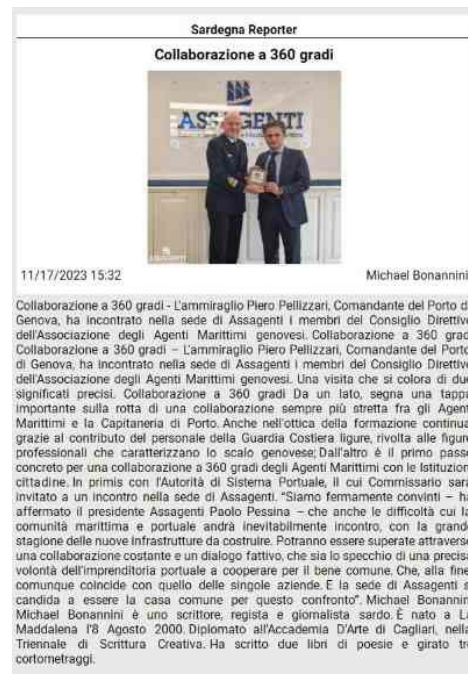 Sardegna Reporter
Collaborazione a 360 gradi
ASSAGENTI
11/17/2023 15:32
Michael Bonannini
Collaborazione a 360 gradi - L'ammiraglio Piero Pellizzari, Comandante del Porto di
Genova, ha incontrato nella sede di Assagenti i membri del Consiglio Direttivo
dell'Associazione degli Agenti Marittimi genovesi. Collaborazione a 360 grad
Collaborazione a 360 gradi – L'ammiraglio Piero Pellizzari, Comandante del Porto
di Genova, ha incontrato nella sede di Assagenti i membri del Consiglio Direttivo
dell'Associazione degli Agenti Marittimi genovesi. Una visita che si colora di due
significati precisi. Collaborazione a 360 gradi Da un lato, segna una tappa
importante sulla rotta di una collaborazione sempre più stretta fra gli Agent
Marittimi e la Capitaneria di Porto. Anche nell'ottica della formazione continua
grazie al contributo del personale della Guardia Costiera ligure, rivolta alle figure
professionali che caratterizzano lo scalo genovese; Dall'altro è il primo passo
concreto per una collaborazione a 360 gradi degli Agenti Marittimi con le Istituzion
cittadine. In primis con l'Autorità di Sistema Portuale, il cui Commissario sarà
invitato a un incontro nella sede di Assagenti. “Siamo fermamente convinti – ha
affermato il presidente Assagenti Paolo Pessina – che anche le difficoltà cui la
comunità marittima e portuale andrà inevitabilmente incontro, con la grande
stagione delle nuove infrastrutture da costruire. Potranno essere superate attraverso
una collaborazione costante e un dialogo fattivo, che sia lo specchio di una precisa
volontà dell'imprenditoria portuale a cooperare per il bene comune. Che, alla fine,
comunque coincide con quello delle singole aziende. E la sede di Assagenti s
candida a essere la casa comune per questo confronto”. Michael Bonannin
Michael Bonannini è uno scrittore, regista e giornalista sardo. È nato a La
Maddalena l'8 Agosto 2000. Diplomato all'Accademia D'Arte di Cagliari, nella
Triennale di Scrittura Creativa. Ha scritto due libri di poesie e girato tre
cortometraggi.